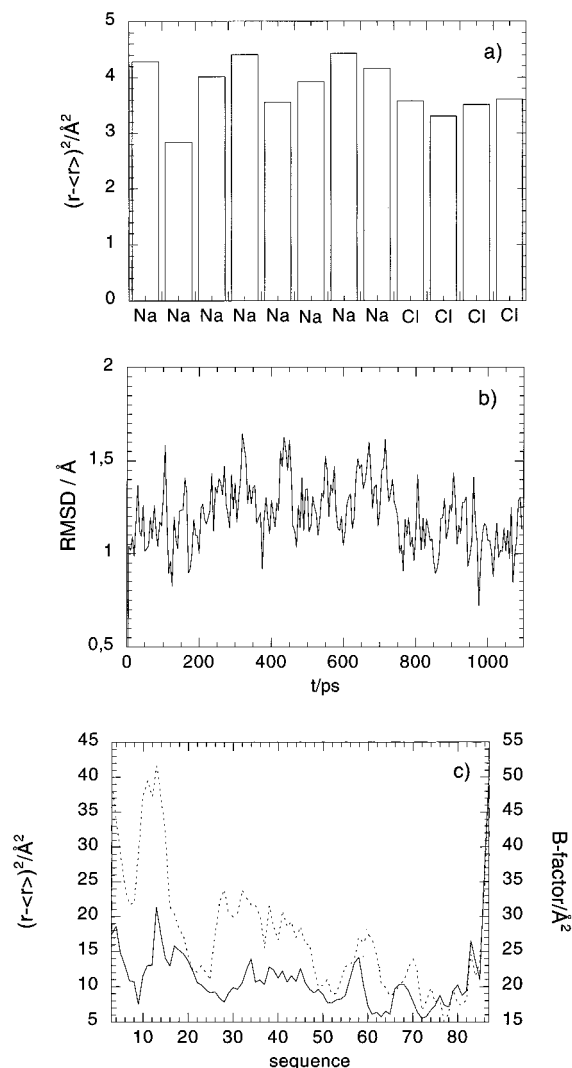 a)
(r-<r>)²/Å²
5
4
3
2
1
0
Na Na Na Na Na Na Na Na Cl Cl Cl Cl
b)
RMSD / Å
2
1,5
1
0,5
0 200 400 600 800 1000
t/ps
c)
(r-<r>)²/Å²
45
40
35
30
25
20
15
10
5
55
50
45
40
35
30
25
20
15
B-factor/Å²
10 20 30 40 50 60 70 80
sequence